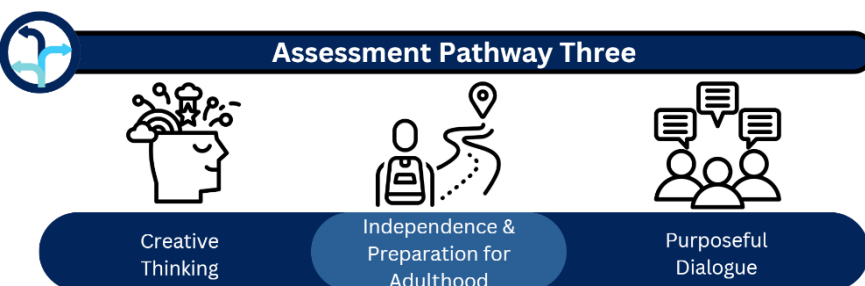 Assessment Pathway Three
Creative
Thinking
Independence &
Preparation for
Adulthood
Purposeful
Dialogue